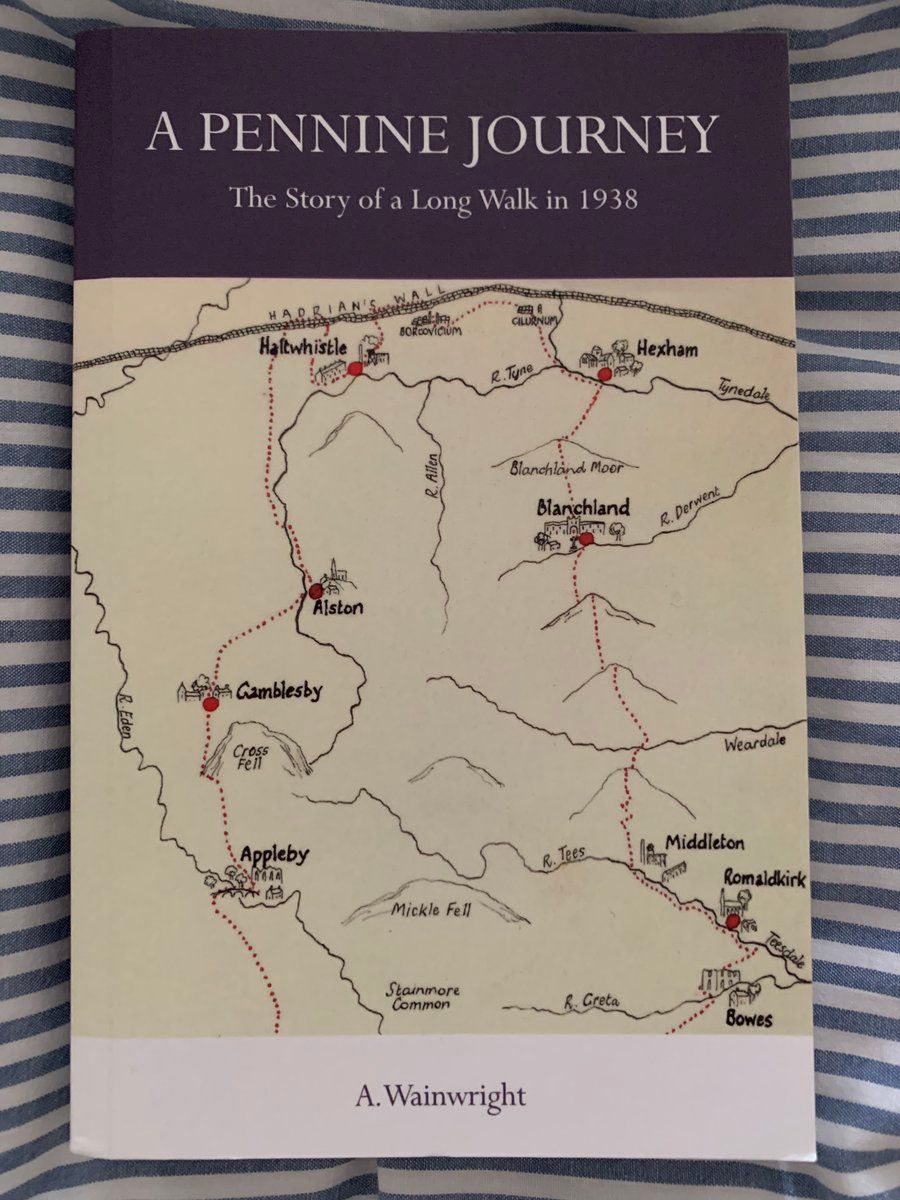 A PENNINE JOURNEY
The Story of a Long Walk in 1938
HADRIAN'S WALL
BORCOVICIUM
CILURNUM
Haltwhistle
Hexham
R. Tyne
Tynedale
Blanchland Moor
R. Allen
Blanchland
R. Derwent
Alston
Gamblesby
R. Eden
Cross
Fell
Weardale
Appleby
Middleton
R. Tees
Romaldkirk
Mickle Fell
Teesdale
Stainmore
Common
R. Greta
Bowes
A. Wainwright